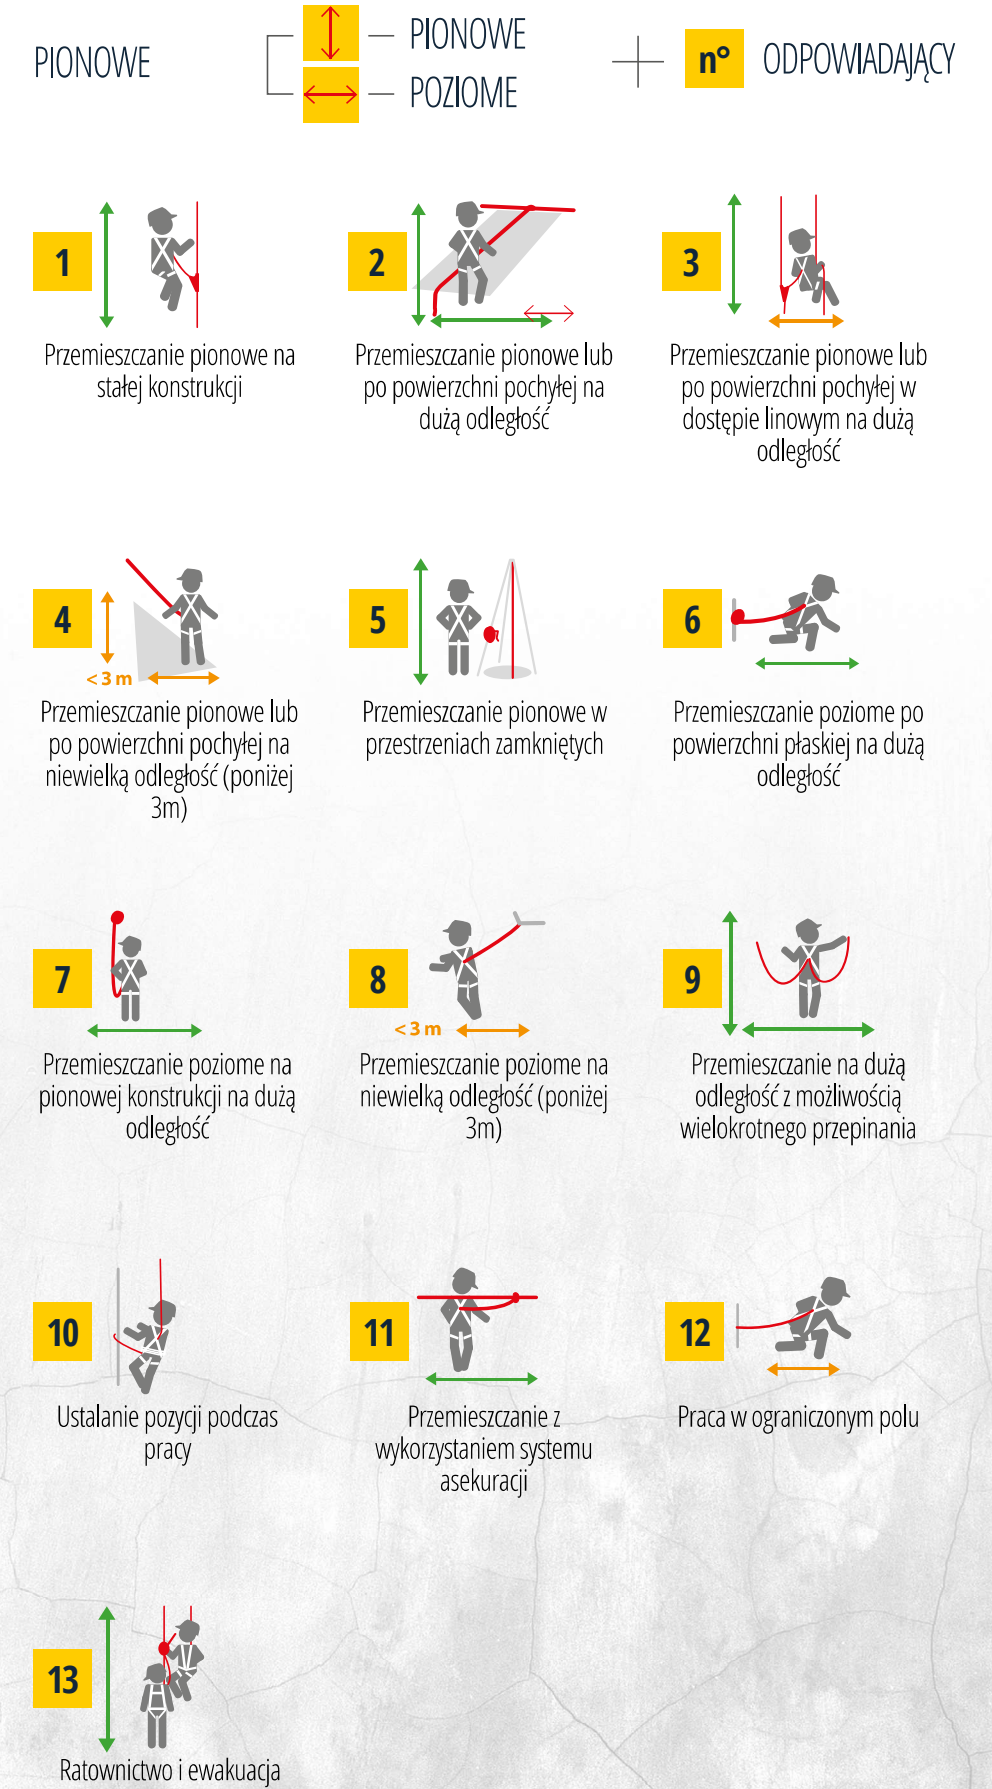 PIONOWE
PIONOWE
POZIOME
n°
ODPOWIADAJĄCY
1
Przemieszczanie pionowe na
stałej konstrukcji
2
Przemieszczanie pionowe lub
po powierzchni pochyłej na
dużą odległość
3
Przemieszczanie pionowe lub
po powierzchni pochyłej w
dostępie linowym na dużą
odległość
4
< 3 m
Przemieszczanie pionowe lub
po powierzchni pochyłej na
niewielką odległość (poniżej
3m)
5
Przemieszczanie pionowe w
przestrzeniach zamkniętych
6
Przemieszczanie poziome po
powierzchni płaskiej na dużą
odległość
7
Przemieszczanie poziome na
pionowej konstrukcji na dużą
odległość
8
< 3 m
Przemieszczanie poziome na
niewielką odległość (poniżej
3m)
9
Przemieszczanie na dużą
odległość z możliwością
wielokrotnego przepinania
10
Ustalanie pozycji podczas
pracy
11
Przemieszczanie z
wykorzystaniem systemu
asekuracji
12
Praca w ograniczonym polu
13
Ratownictwo i ewakuacja